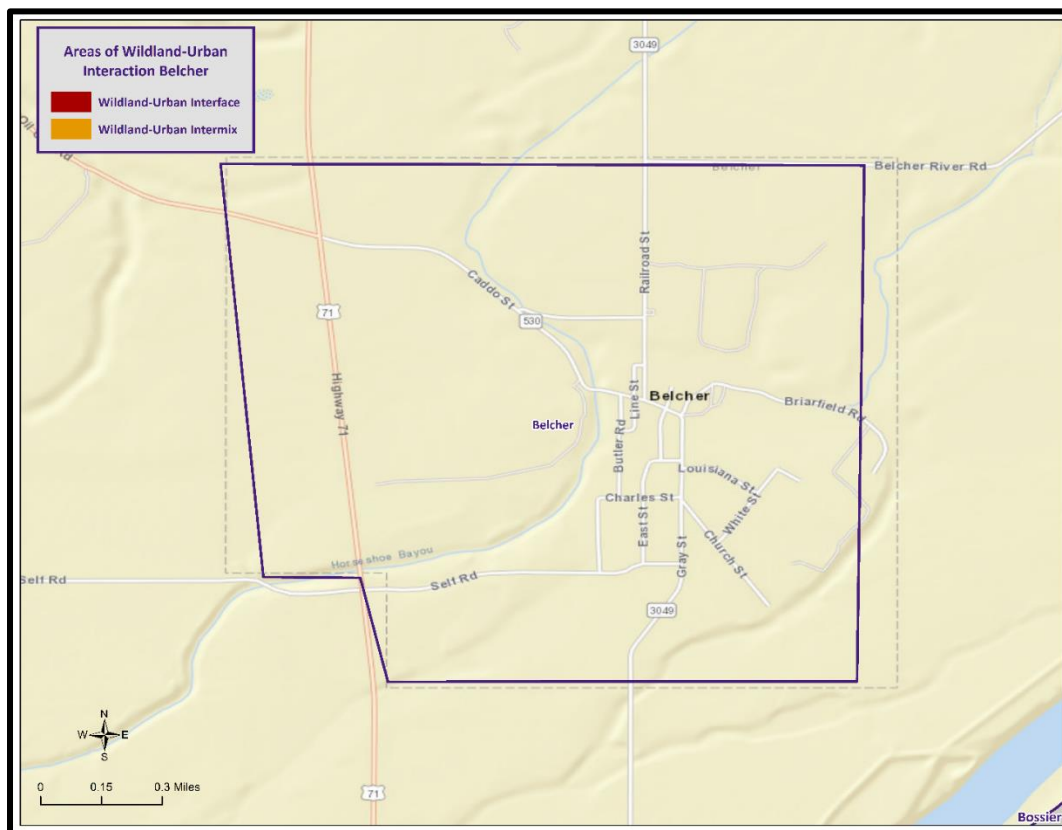 Areas of Wildland-Urban
Interaction Belcher
Wildland-Urban Interface
Wildland-Urban Intermix
3049
Belcher
Belcher River Rd
Railroad St
Caddo St
71
530
Highway 71
Line St
Belcher
Briarfield Rd
Belcher
Butler Rd
Louisiana St
Charles St
White St
East St
Church St
Gray St
Horseshoe Bayou
Self Rd
Self Rd
3049
N
W
E
S
0
0.15
0.3 Miles
71
Bossier